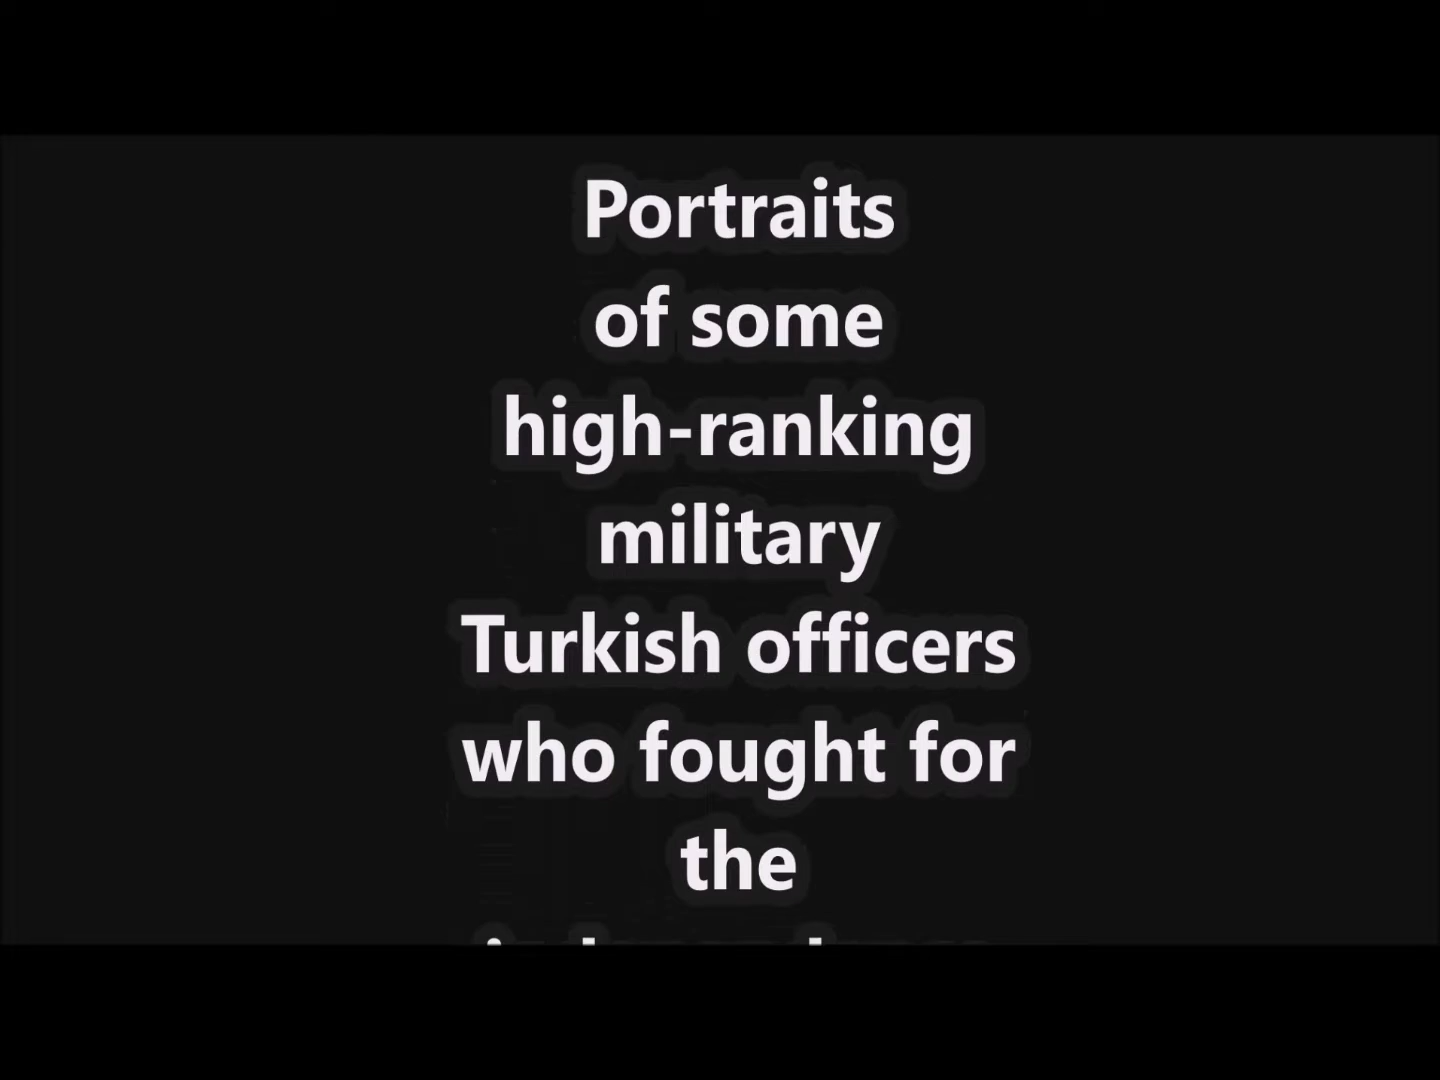 Portraits
of some
high-ranking
military
Turkish officers
who fought for
the